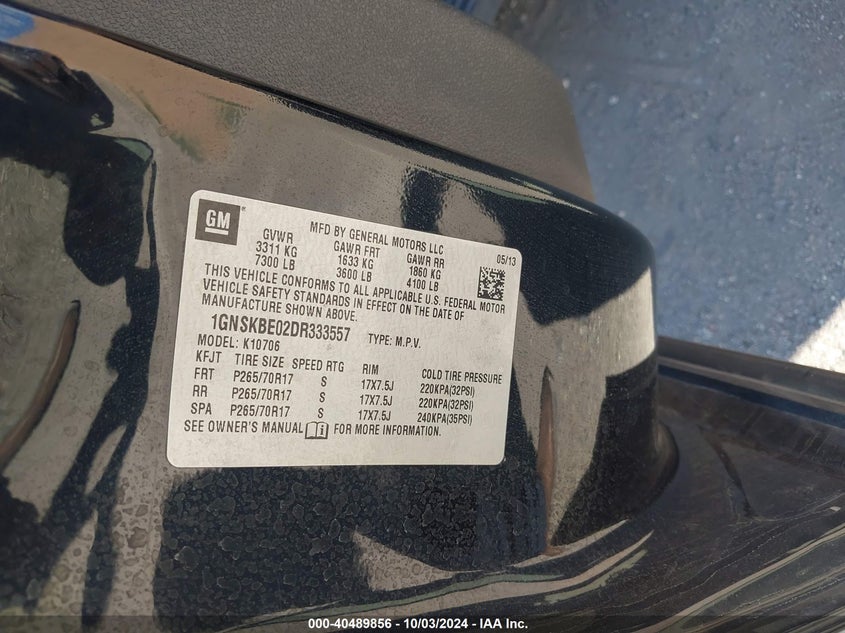 GM
MFD BY GENERAL MOTORS LLC
GVWR GAWR FRT GAWR RR 05/13
3311 KG 1633 KG 1860 KG
7300 LB 3600 LB 4100 LB
THIS VEHICLE CONFORMS TO ALL APPLICABLE U.S. FEDERAL MOTOR
VEHICLE SAFETY STANDARDS IN EFFECT ON THE DATE OF
MANUFACTURE SHOWN ABOVE.
1GNSKBE02DR333557 TYPE: M.P.V.
MODEL: K10706
KFJT TIRE SIZE SPEED RTG RIM COLD TIRE PRESSURE
FRT P265/70R17 S 17X7.5J 220KPA(32PSI)
RR P265/70R17 S 17X7.5J 220KPA(32PSI)
SPA P265/70R17 S 17X7.5J 240KPA(35PSI)
SEE OWNER'S MANUAL FOR MORE INFORMATION.
000-40489856 - 10/03/2024 - IAA Inc.